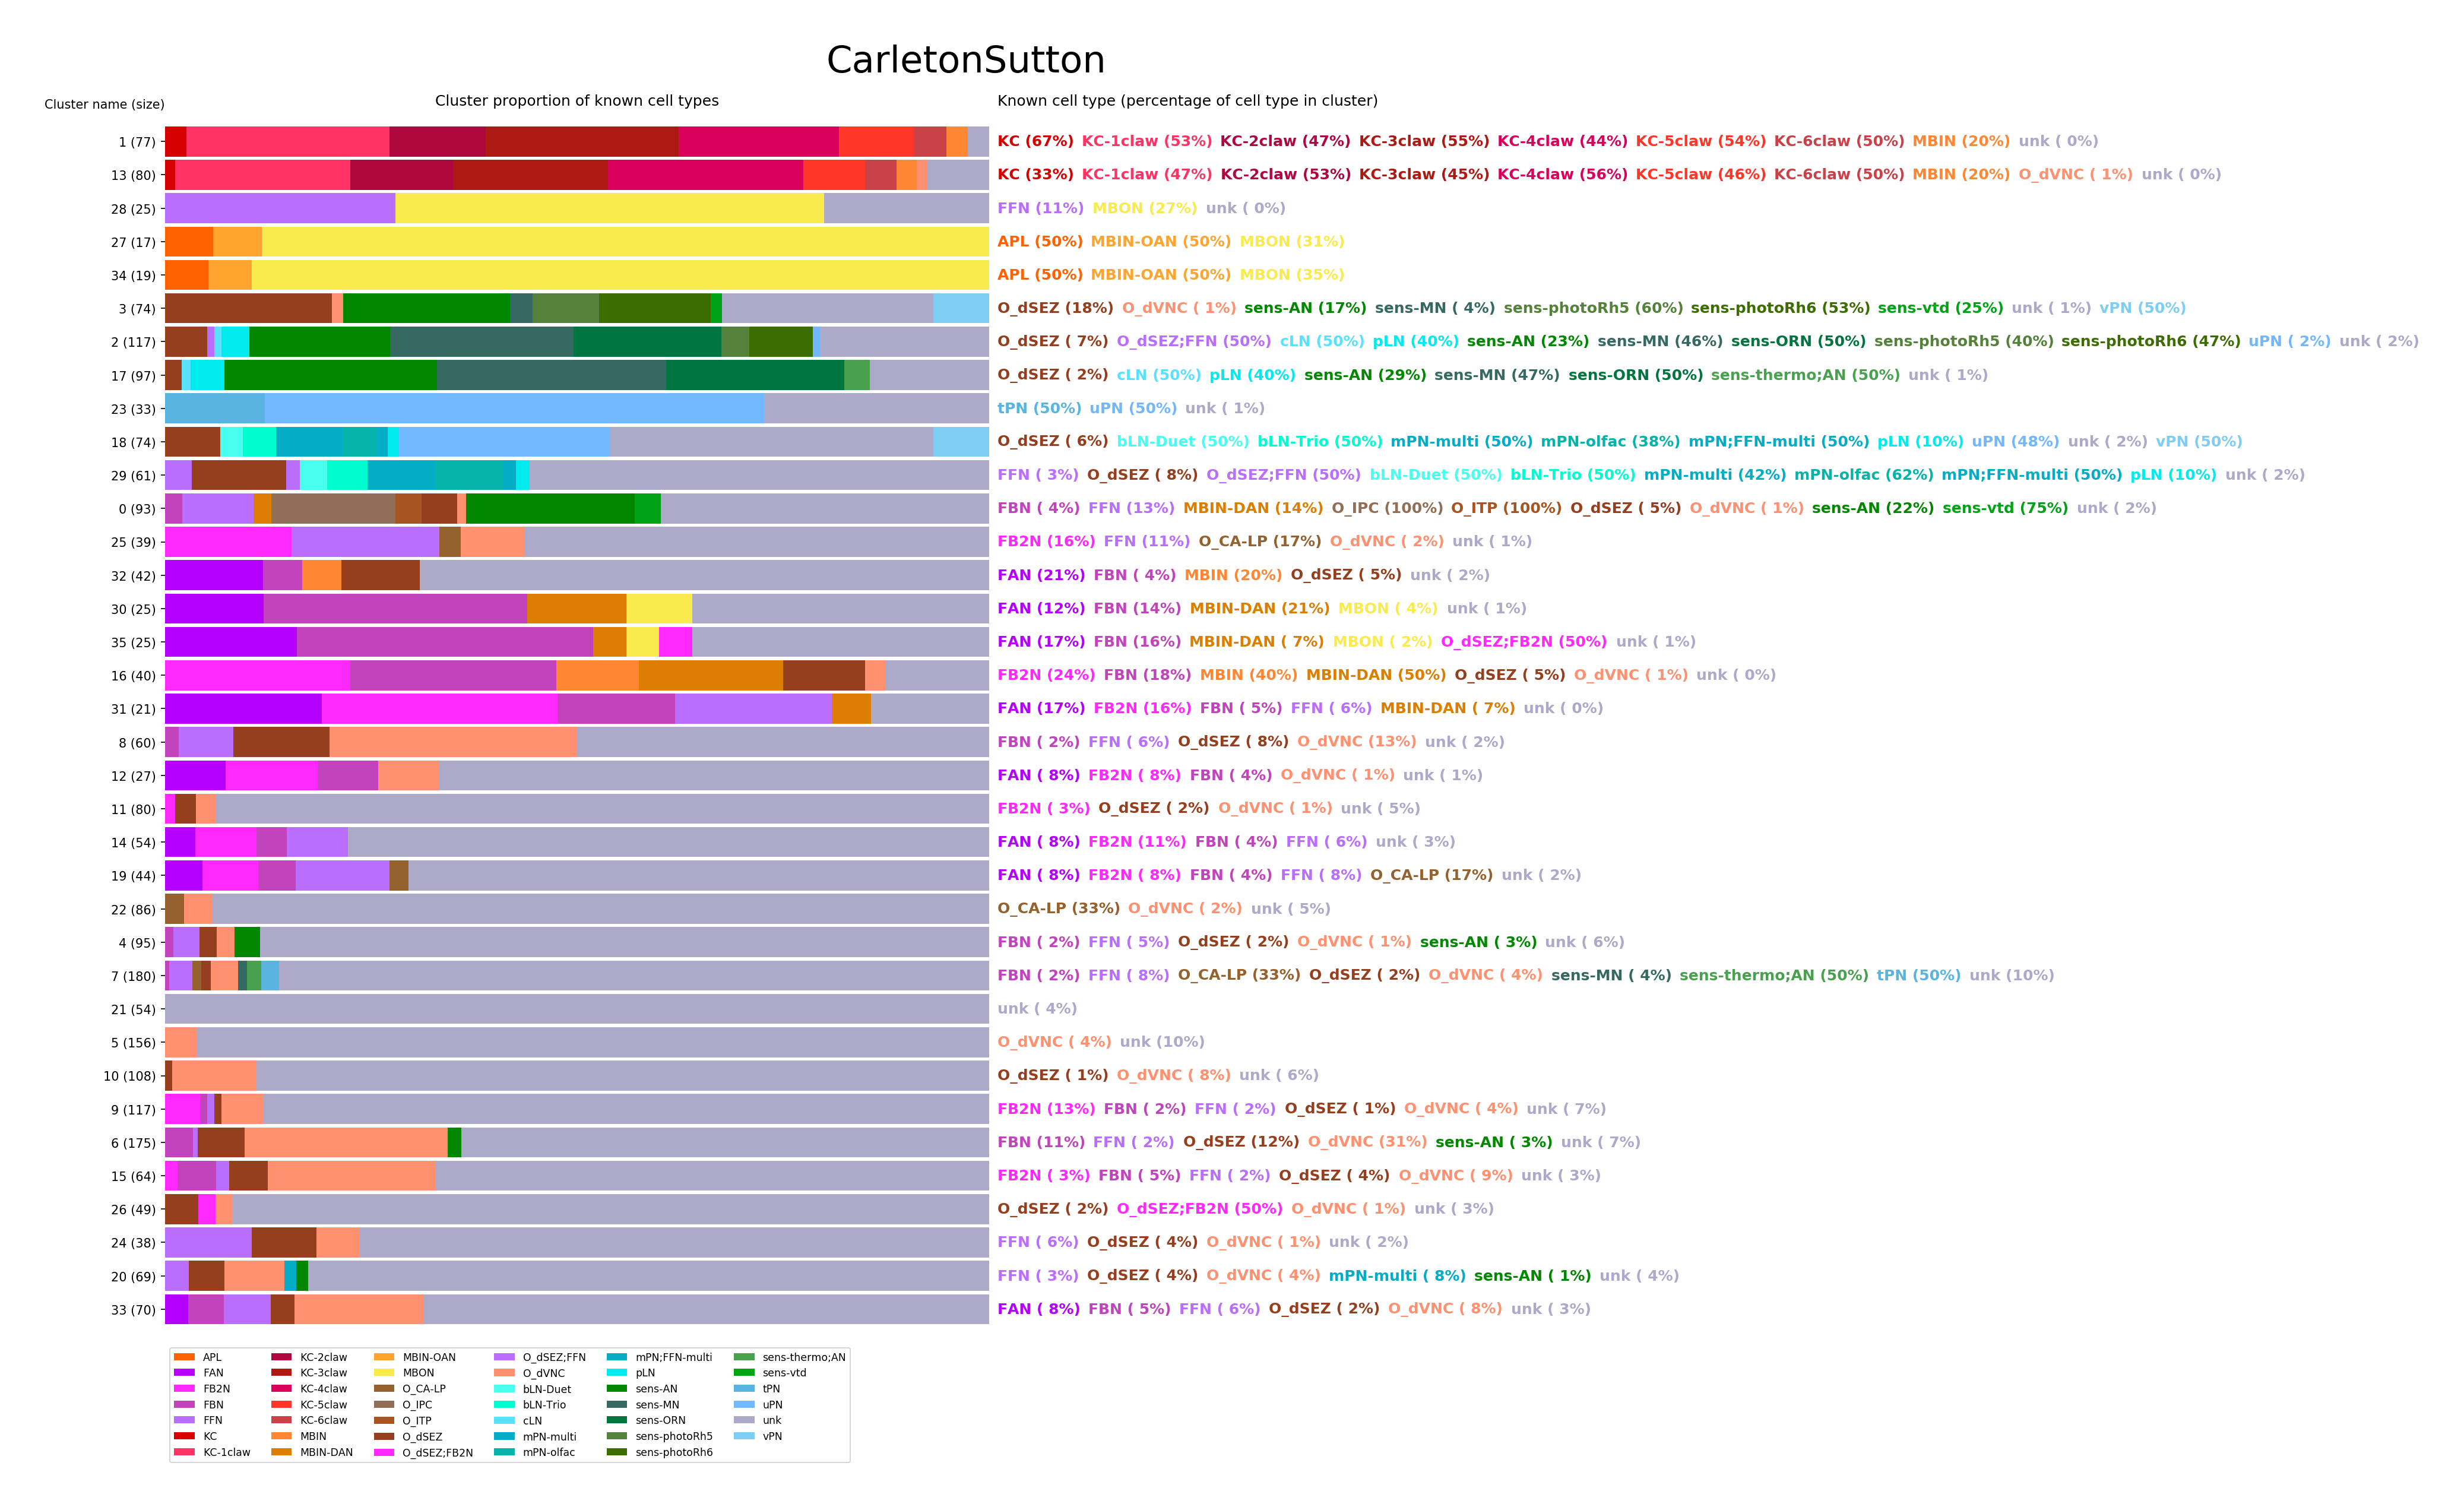 CarletonSutton
Cluster name (size) Cluster proportion of known cell types Known cell type (percentage of cell type in cluster)
1 (77) KC (67%) KC-1claw (53%) KC-2claw (47%) KC-3claw (55%) KC-4claw (44%) KC-5claw (54%) KC-6claw (50%) MBIN (20%) unk ( 0%)
13 (80) KC (33%) KC-1claw (47%) KC-2claw (53%) KC-3claw (45%) KC-4claw (56%) KC-5claw (46%) KC-6claw (50%) MBIN (20%) O_dVNC ( 1%) unk ( 0%)
28 (25) FFN (11%) MBON (27%) unk ( 0%)
27 (17) APL (50%) MBIN-OAN (50%) MBON (31%)
34 (19) APL (50%) MBIN-OAN (50%) MBON (35%)
3 (74) O_dSEZ (18%) O_dVNC ( 1%) sens-AN (17%) sens-MN ( 4%) sens-photoRh5 (60%) sens-photoRh6 (53%) sens-vtd (25%) unk ( 1%) vPN (50%)
2 (117) O_dSEZ ( 7%) O_dSEZ;FFN (50%) cLN (50%) pLN (40%) sens-AN (23%) sens-MN (46%) sens-ORN (50%) sens-photoRh5 (40%) sens-photoRh6 (47%) uPN ( 2%) unk ( 2%)
17 (97) O_dSEZ ( 2%) cLN (50%) pLN (40%) sens-AN (29%) sens-MN (47%) sens-ORN (50%) sens-thermo;AN (50%) unk ( 1%)
23 (33) tPN (50%) uPN (50%) unk ( 1%)
18 (74) O_dSEZ ( 6%) bLN-Duet (50%) bLN-Trio (50%) mPN-multi (50%) mPN-olfac (38%) mPN;FFN-multi (50%) pLN (10%) uPN (48%) unk ( 2%) vPN (50%)
29 (61) FFN ( 3%) O_dSEZ ( 8%) O_dSEZ;FFN (50%) bLN-Duet (50%) bLN-Trio (50%) mPN-multi (42%) mPN-olfac (62%) mPN;FFN-multi (50%) pLN (10%) unk ( 2%)
0 (93) FBN ( 4%) FFN (13%) MBIN-DAN (14%) O_IPC (100%) O_ITP (100%) O_dSEZ ( 5%) O_dVNC ( 1%) sens-AN (22%) sens-vtd (75%) unk ( 2%)
25 (39) FB2N (16%) FFN (11%) O_CA-LP (17%) O_dVNC ( 2%) unk ( 1%)
32 (42) FAN (21%) FBN ( 4%) MBIN (20%) O_dSEZ ( 5%) unk ( 2%)
30 (25) FAN (12%) FBN (14%) MBIN-DAN (21%) MBON ( 4%) unk ( 1%)
35 (25) FAN (17%) FBN (16%) MBIN-DAN ( 7%) MBON ( 2%) O_dSEZ;FB2N (50%) unk ( 1%)
16 (40) FB2N (24%) FBN (18%) MBIN (40%) MBIN-DAN (50%) O_dSEZ ( 5%) O_dVNC ( 1%) unk ( 0%)
31 (21) FAN (17%) FB2N (16%) FBN ( 5%) FFN ( 6%) MBIN-DAN ( 7%) unk ( 0%)
8 (60) FBN ( 2%) FFN ( 6%) O_dSEZ ( 8%) O_dVNC (13%) unk ( 2%)
12 (27) FAN ( 8%) FB2N ( 8%) FBN ( 4%) O_dVNC ( 1%) unk ( 1%)
11 (80) FB2N ( 3%) O_dSEZ ( 2%) O_dVNC ( 1%) unk ( 5%)
14 (54) FAN ( 8%) FB2N (11%) FBN ( 4%) FFN ( 6%) unk ( 3%)
19 (44) FAN ( 8%) FB2N ( 8%) FBN ( 4%) FFN ( 8%) O_CA-LP (17%) unk ( 2%)
22 (86) O_CA-LP (33%) O_dVNC ( 2%) unk ( 5%)
4 (95) FBN ( 2%) FFN ( 5%) O_dSEZ ( 2%) O_dVNC ( 1%) sens-AN ( 3%) unk ( 6%)
7 (180) FBN ( 2%) FFN ( 8%) O_CA-LP (33%) O_dSEZ ( 2%) O_dVNC ( 4%) sens-MN ( 4%) sens-thermo;AN (50%) tPN (50%) unk (10%)
21 (54) unk ( 4%)
5 (156) O_dVNC ( 4%) unk (10%)
10 (108) O_dSEZ ( 1%) O_dVNC ( 8%) unk ( 6%)
9 (117) FB2N (13%) FBN ( 2%) FFN ( 2%) O_dSEZ ( 1%) O_dVNC ( 4%) unk ( 7%)
6 (175) FBN (11%) FFN ( 2%) O_dSEZ (12%) O_dVNC (31%) sens-AN ( 3%) unk ( 7%)
15 (64) FB2N ( 3%) FBN ( 5%) FFN ( 2%) O_dSEZ ( 4%) O_dVNC ( 9%) unk ( 3%)
26 (49) O_dSEZ ( 2%) O_dSEZ;FB2N (50%) O_dVNC ( 1%) unk ( 3%)
24 (38) FFN ( 6%) O_dSEZ ( 4%) O_dVNC ( 1%) unk ( 2%)
20 (69) FFN ( 3%) O_dSEZ ( 4%) O_dVNC ( 4%) mPN-multi ( 8%) sens-AN ( 1%) unk ( 4%)
33 (70) FAN ( 8%) FBN ( 5%) FFN ( 6%) O_dSEZ ( 2%) O_dVNC ( 8%) unk ( 3%)
APL KC-2claw MBIN-OAN O_dSEZ;FFN mPN;FFN-multi sens-thermo;AN
FAN KC-3claw MBON O_dVNC pLN sens-vtd
FB2N KC-4claw O_CA-LP bLN-Duet sens-AN tPN
FBN KC-5claw O_IPC bLN-Trio sens-MN uPN
FFN KC-6claw O_ITP cLN sens-ORN unk
KC MBIN O_dSEZ mPN-multi sens-photoRh5 vPN
KC-1claw MBIN-DAN O_dSEZ;FB2N mPN-olfac sens-photoRh6